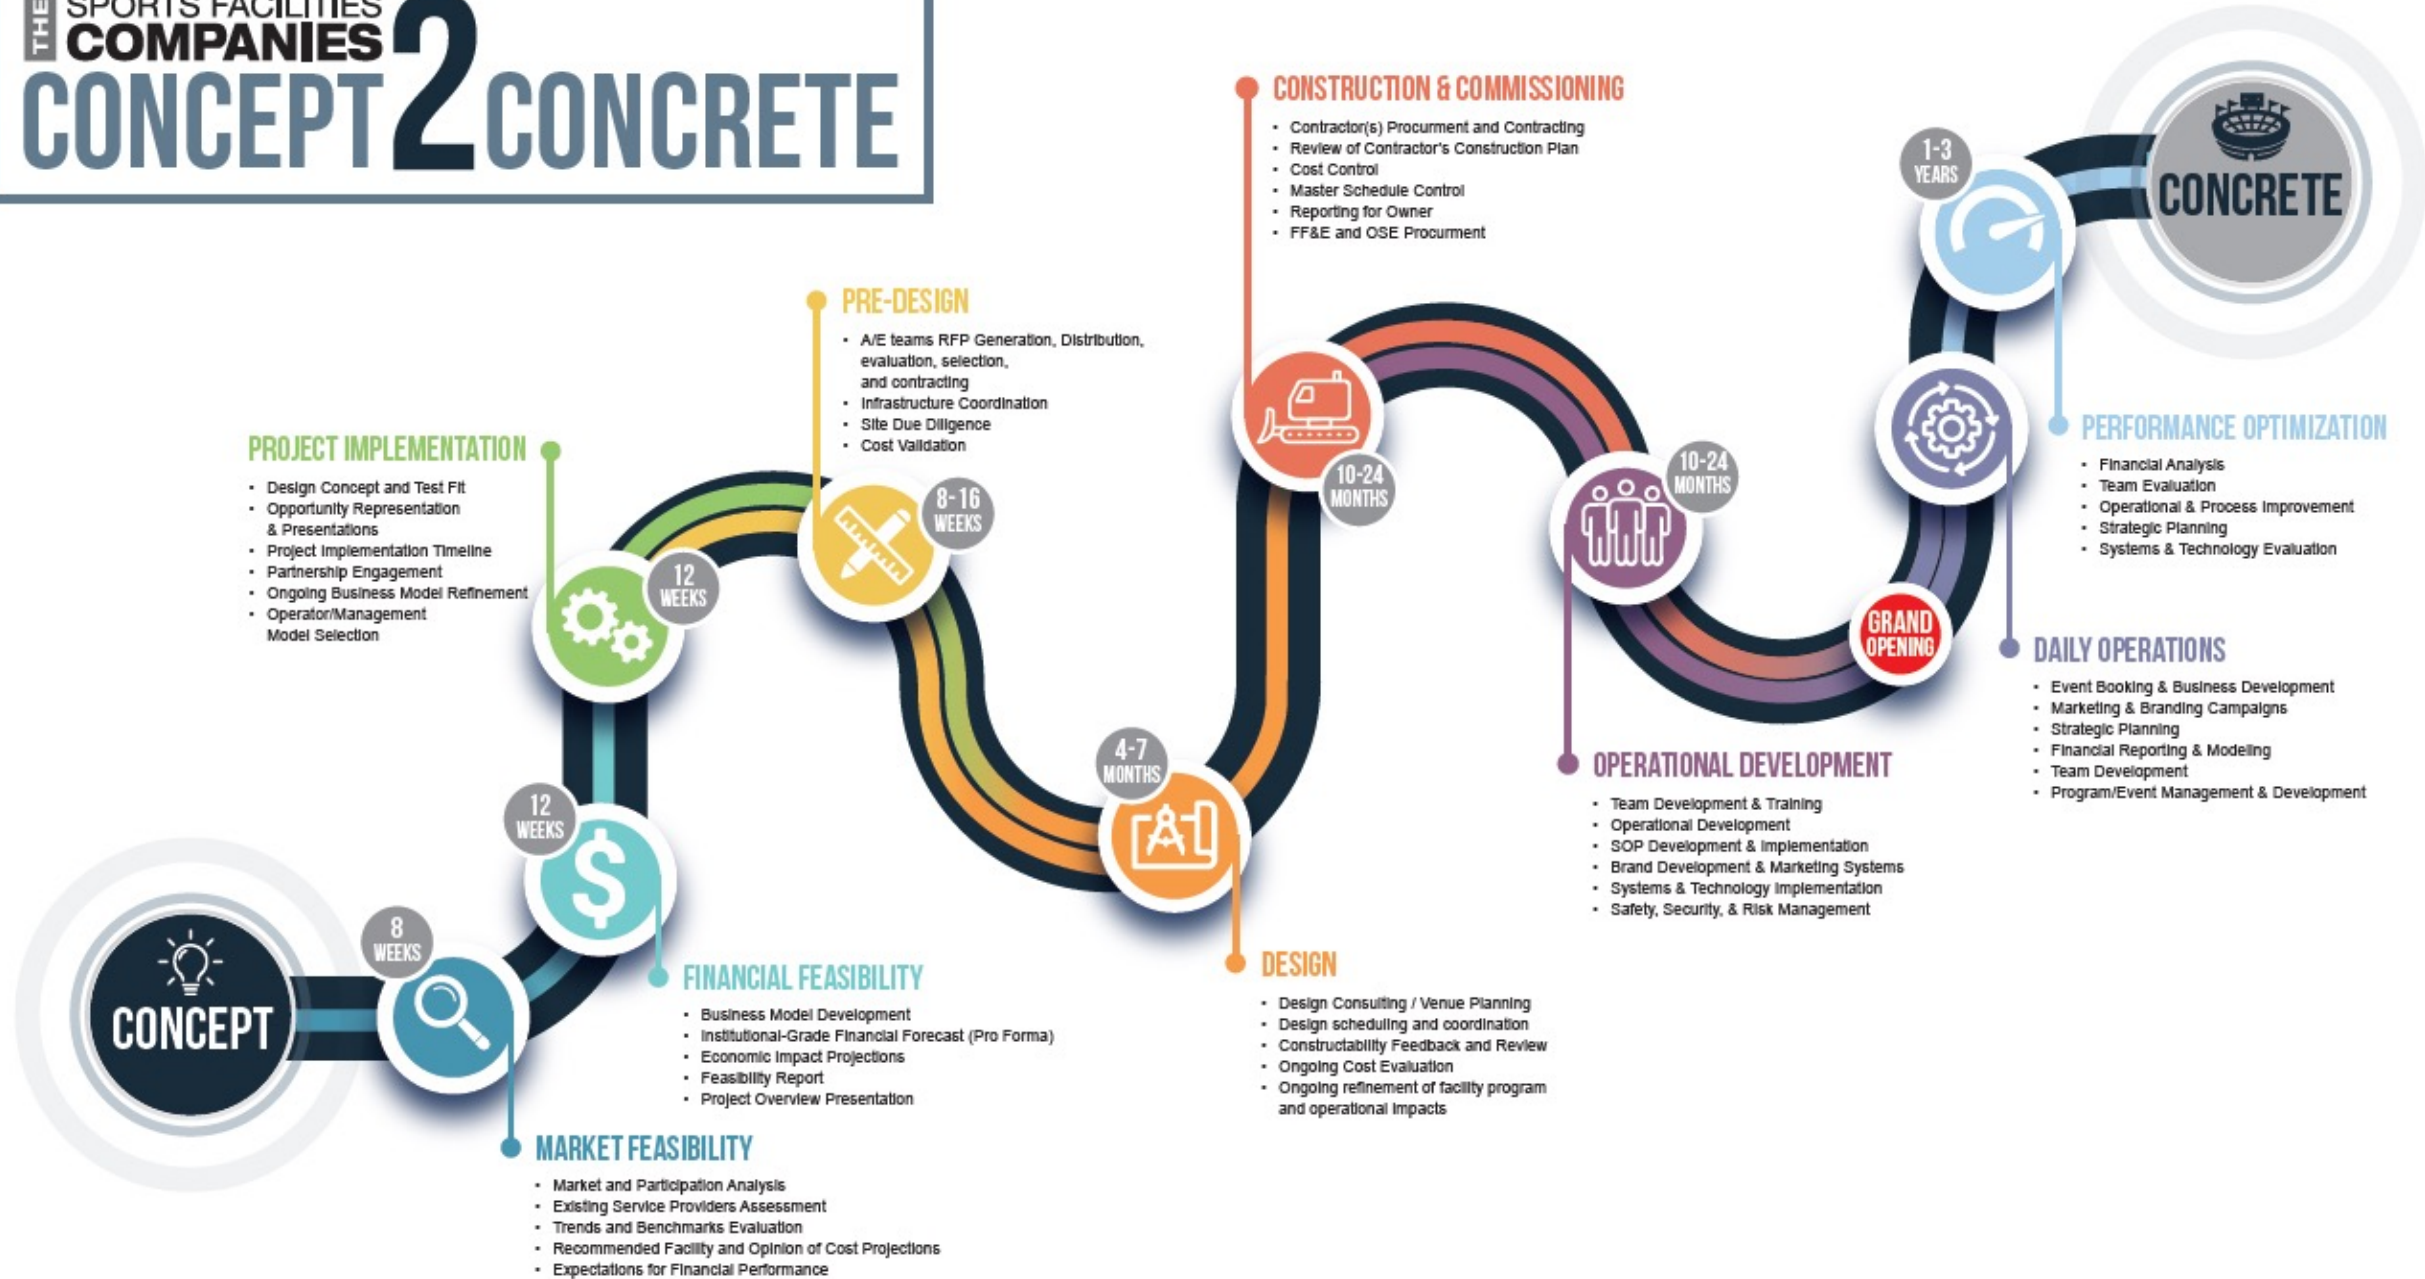 THE
SPORTS FACILITIES
COMPANIES
CONCEPT 2 CONCRETE
CONSTRUCTION & COMMISSIONING
Contractor(s) Procurment and Contracting
Review of Contractor's Construction Plan
Cost Control
Master Schedule Control
Reporting for Owner
FF&E and OSE Procurment
1-3
YEARS
CONCRETE
PRE-DESIGN
A/E teams RFP Generation, Distribution,
evaluation, selection,
and contracting
Infrastructure Coordination
Site Due Diligence
Cost Validation
8-16
WEEKS
PROJECT IMPLEMENTATION
Design Concept and Test Fit
Opportunity Representation
& Presentations
Project Implementation Timeline
Partnership Engagement
Ongoing Business Model Refinement
Operator/Management
Model Selection
12
WEEKS
10-24
MONTHS
10-24
MONTHS
PERFORMANCE OPTIMIZATION
Financial Analysis
Team Evaluation
Operational & Process Improvement
Strategic Planning
Systems & Technology Evaluation
GRAND
OPENING
DAILY OPERATIONS
Event Booking & Business Development
Marketing & Branding Campaigns
Strategic Planning
Financial Reporting & Modeling
Team Development
Program/Event Management & Development
4-7
MONTHS
OPERATIONAL DEVELOPMENT
Team Development & Training
Operational Development
SOP Development & Implementation
Brand Development & Marketing Systems
Systems & Technology Implementation
Safety, Security, & Risk Management
12
WEEKS
8
WEEKS
CONCEPT
FINANCIAL FEASIBILITY
Business Model Development
Institutional-Grade Financial Forecast (Pro Forma)
Economic Impact Projections
Feasibility Report
Project Overview Presentation
DESIGN
Design Consulting / Venue Planning
Design scheduling and coordination
Constructability Feedback and Review
Ongoing Cost Evaluation
Ongoing refinement of facility program
and operational impacts
MARKET FEASIBILITY
Market and Participation Analysis
Existing Service Providers Assessment
Trends and Benchmarks Evaluation
Recommended Facility and Opinion of Cost Projections
Expectations for Financial Performance